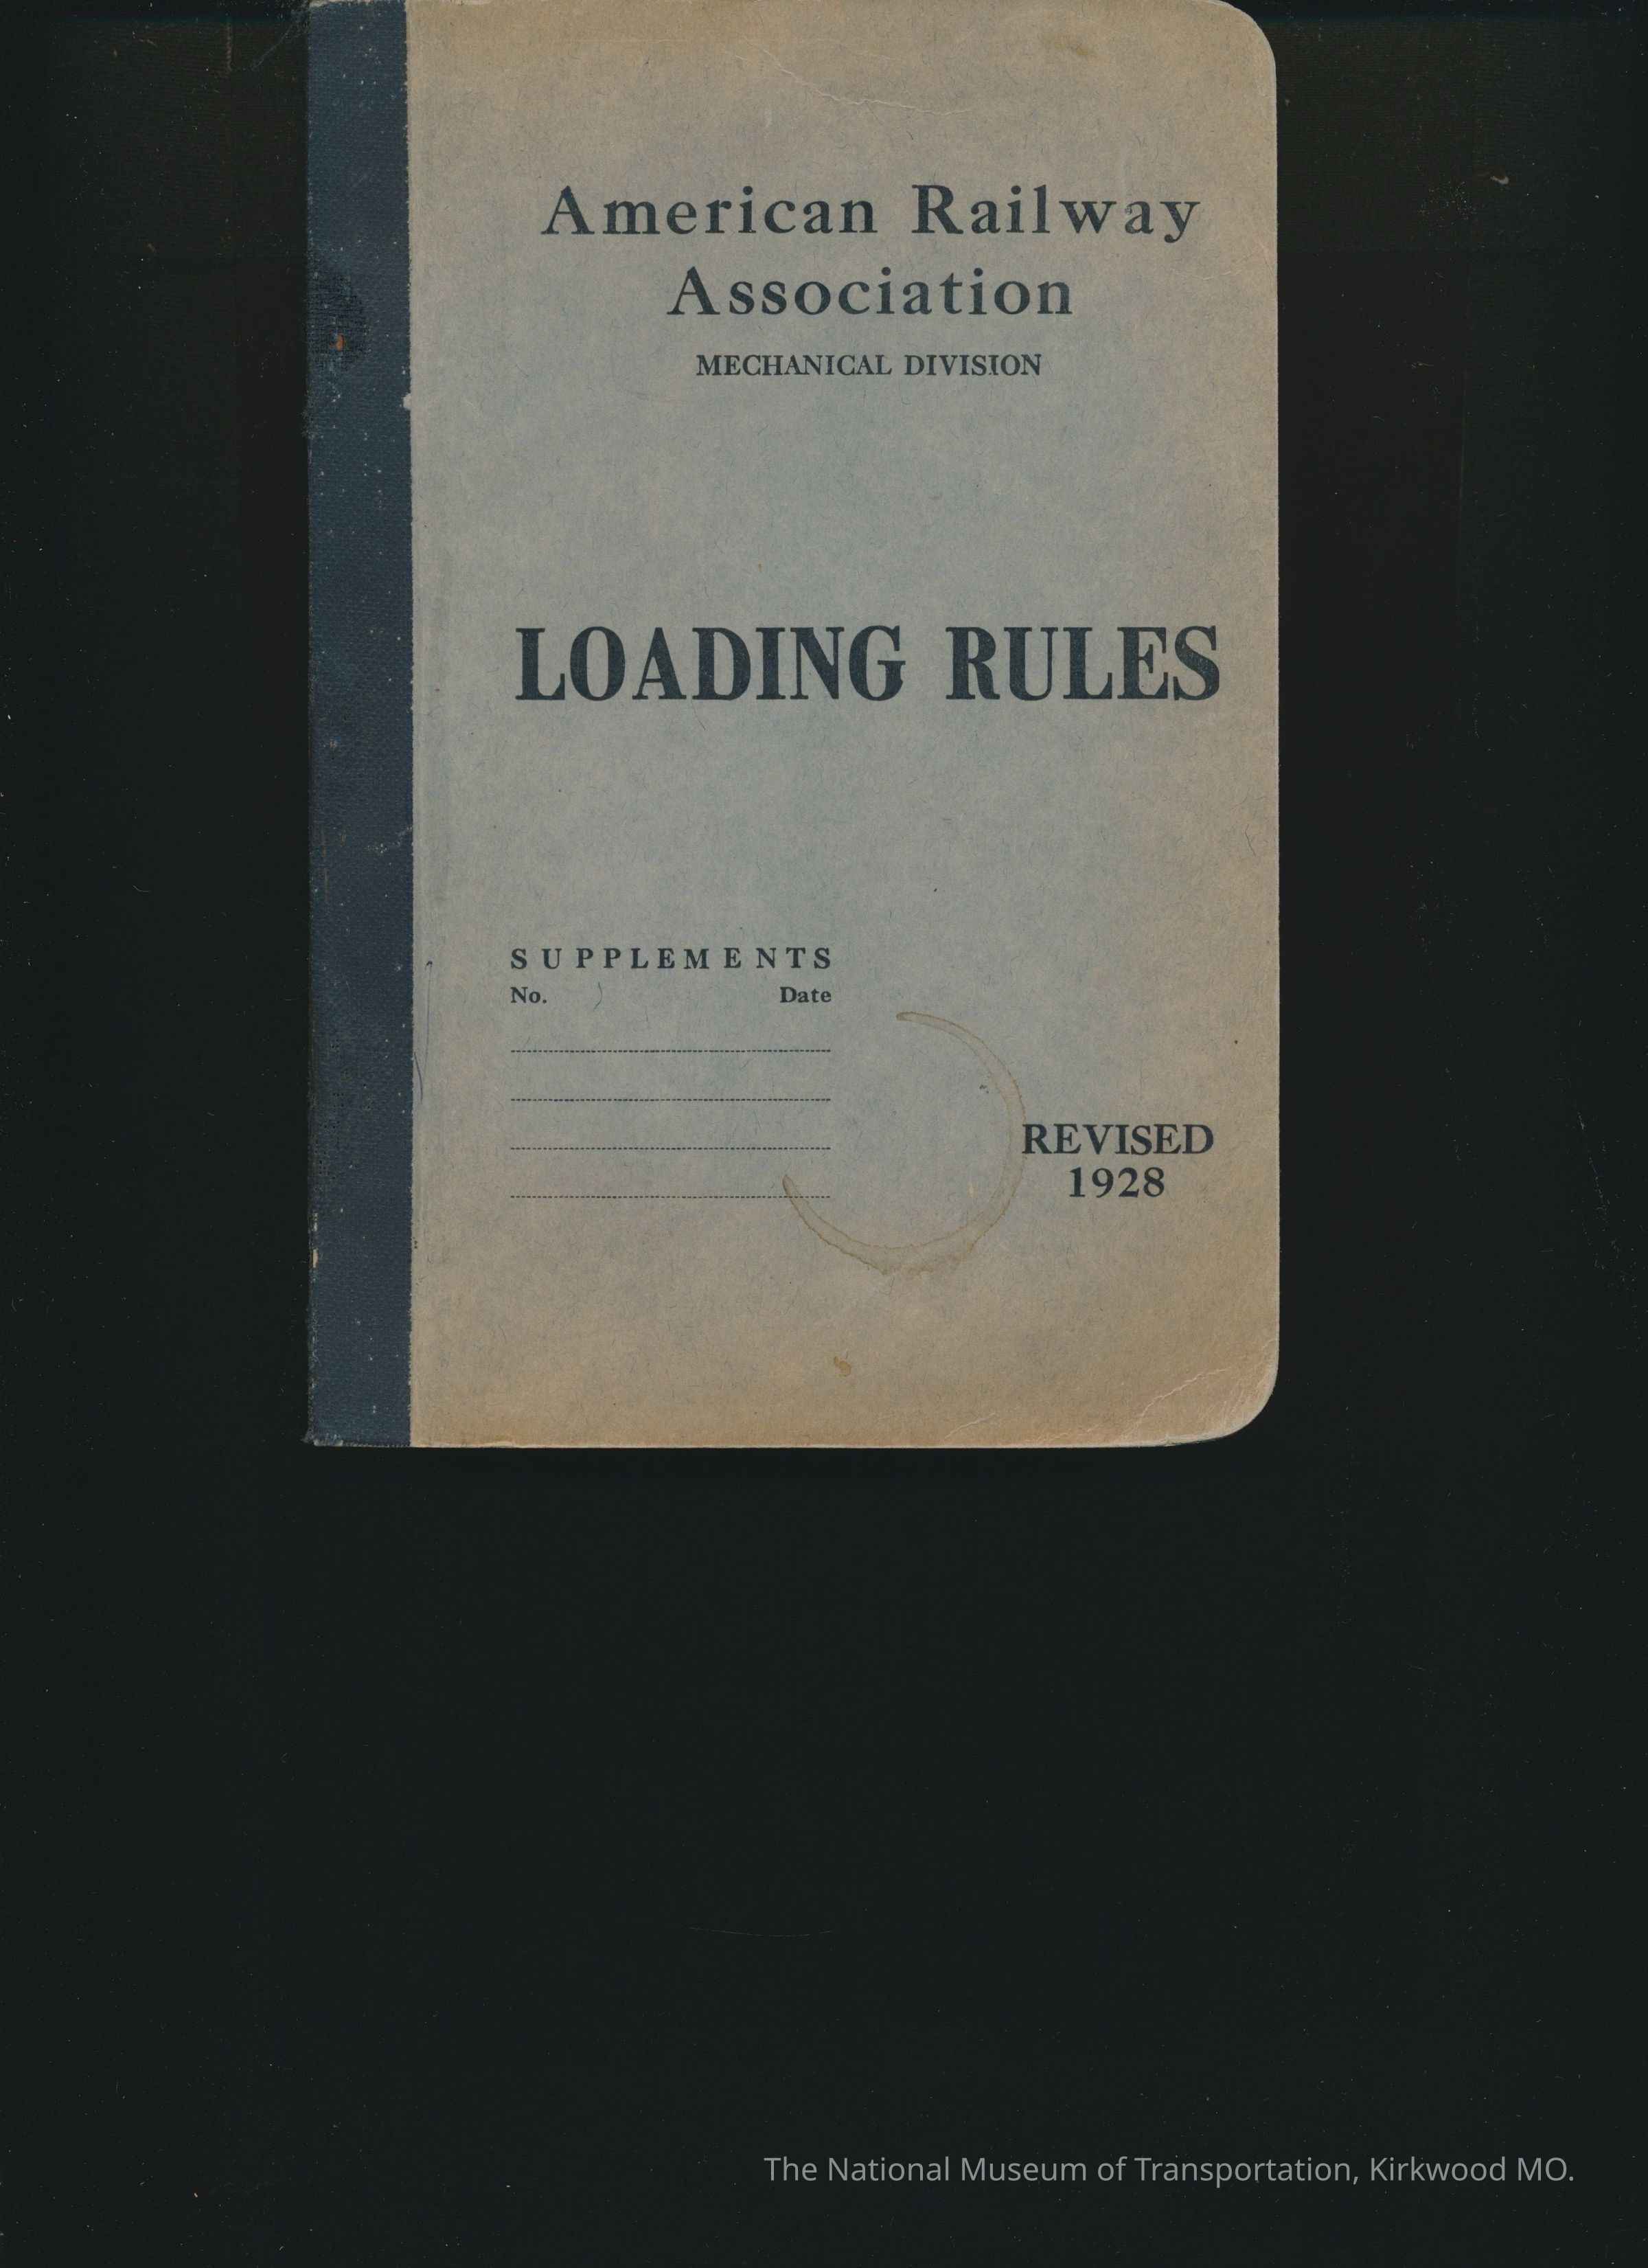 American Railway
Association
MECHANICAL DIVISION
LOADING RULES
SUPPLEMENTS
No. Date
REVISED
1928
The National Museum of Transportation, Kirkwood MO.